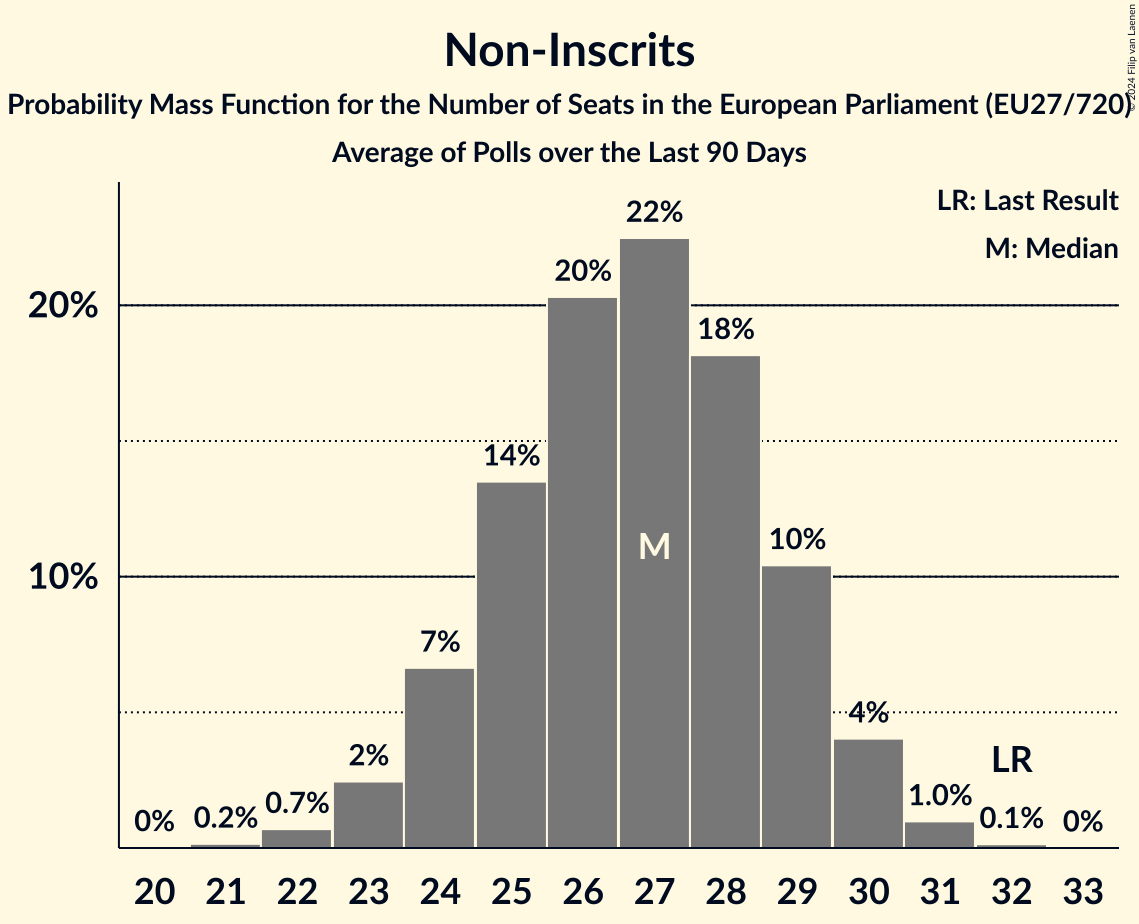 Non-Inscrits
Probability Mass Function for the Number of Seats in the European Parliament (EU27/720)
Average of Polls over the Last 90 Days
© 2024 Filip van Laenen
LR: Last Result
M: Median
20%
10%
0%
0.2%
0.7%
2%
7%
14%
20%
22%
18%
10%
4%
1.0%
0.1%
0%
M
LR
20 21 22 23 24 25 26 27 28 29 30 31 32 33